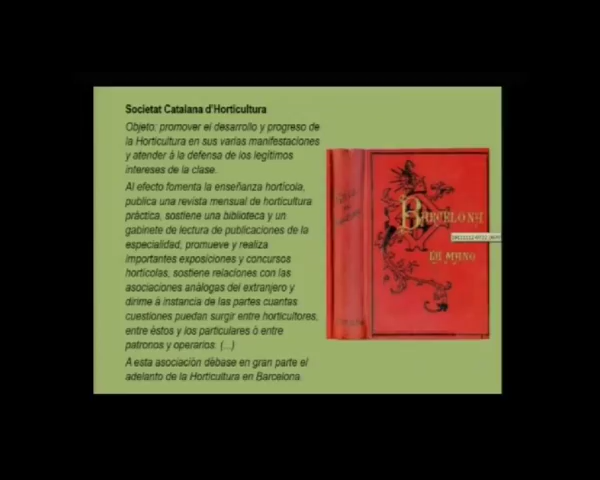 Societat Catalana d'Horticultura
Objeto: promover el desarrollo y progreso de
la Horticultura en sus varias manifestaciones
y atender à la defensa de los legítimos
intereses de la clase.
Al efecto fomenta la enseñanza hortícola,
publica una revista mensual de horticultura
práctica, sostiene una biblioteca y un
gabinete de lectura de publicaciones de la
especialidad, promueve y realiza
importantes exposiciones y concursos
hortícolas, sostiene relaciones con las
asociaciones análogas del extranjero y
dirime à instancia de las partes cuantas
cuestiones puedan surgir entre horticultores,
entre èstos y los particulares ò entre
patronos y operarios. (...)
A esta asociaciòn dèbase en gran parte el
adelanto de la Horticultura en Barcelona.
BARCELONA
EN LA MANO